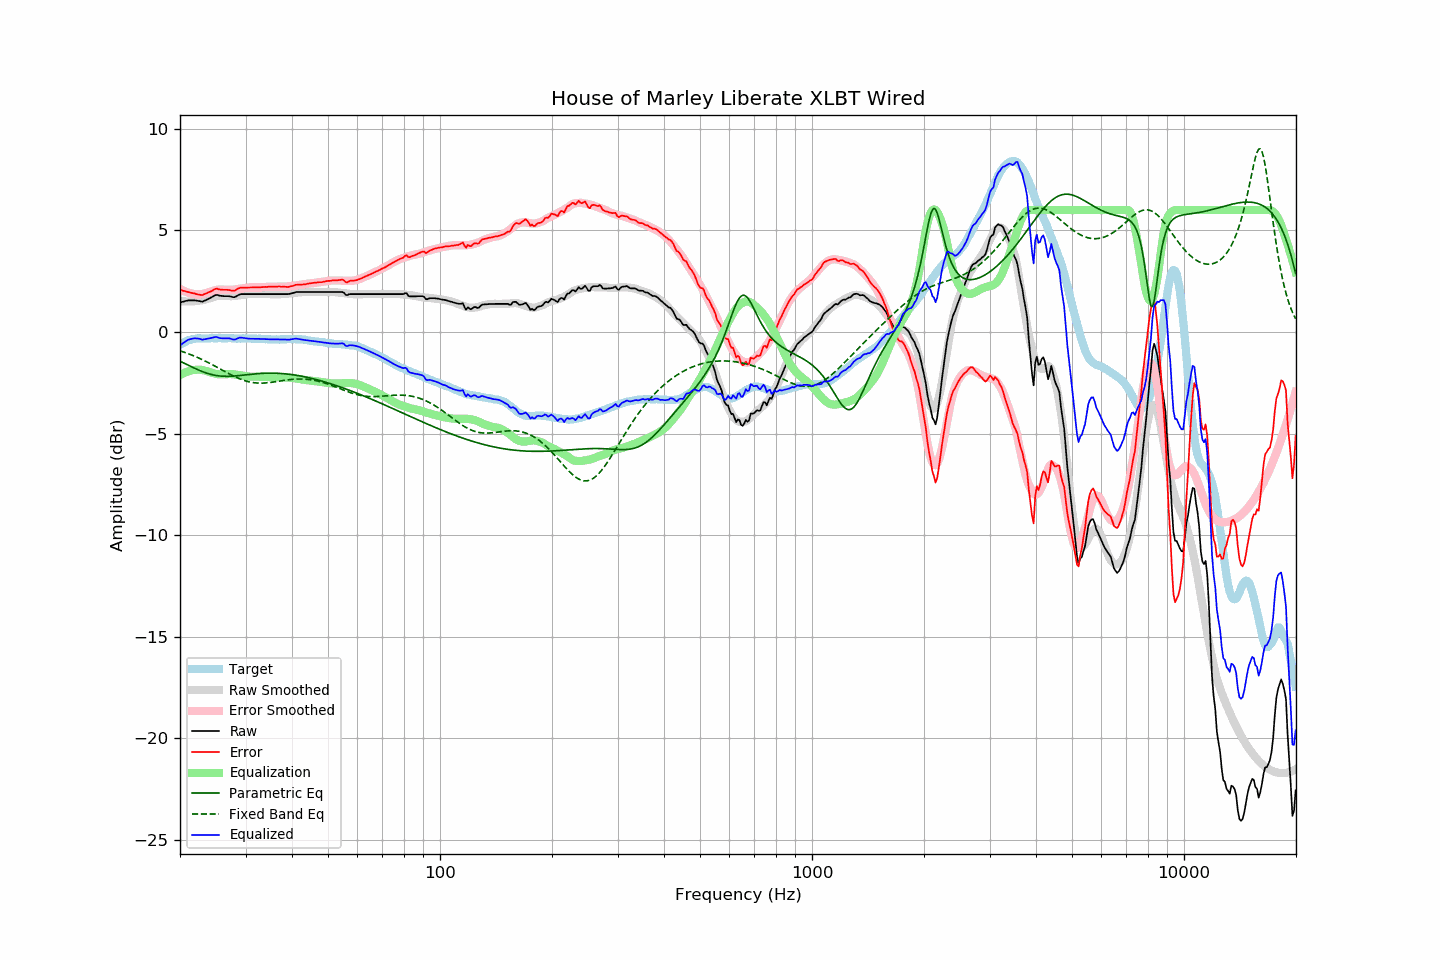 House of Marley Liberate XLBT Wired
10
5
0
−5
−10
−15
−20
−25
Amplitude (dBr)
Target
Raw Smoothed
Error Smoothed
Raw
Error
Equalization
Parametric Eq
Fixed Band Eq
Equalized
100
1000
10000
Frequency (Hz)